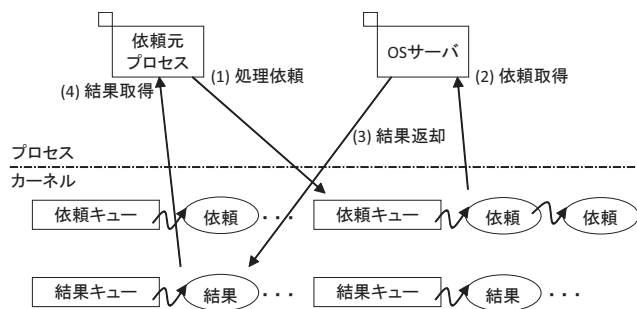 依頼元
プロセス
OSサーバ
(1) 処理依頼
(2) 依頼取得
(4) 結果取得
(3) 結果返却
プロセス
カーネル
依頼キュー
依頼
・・・
依頼キュー
依頼
依頼
結果キュー
結果
・・・
結果キュー
結果
・・・